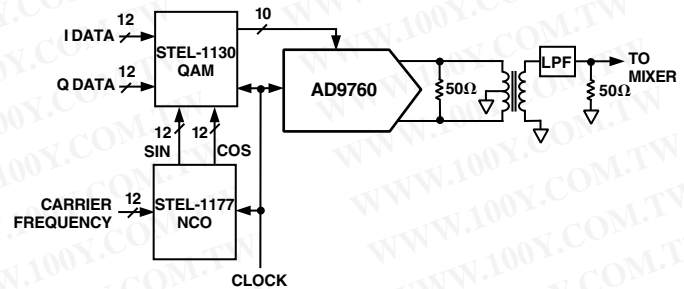 12
I DATA
12
Q DATA
STEL-1130
QAM
10
AD9760
50Ω
LPF
TO
MIXER
50Ω
12
12
SIN
COS
CARRIER
FREQUENCY
12
STEL-1177
NCO
CLOCK
WWW.100Y.COM.TW